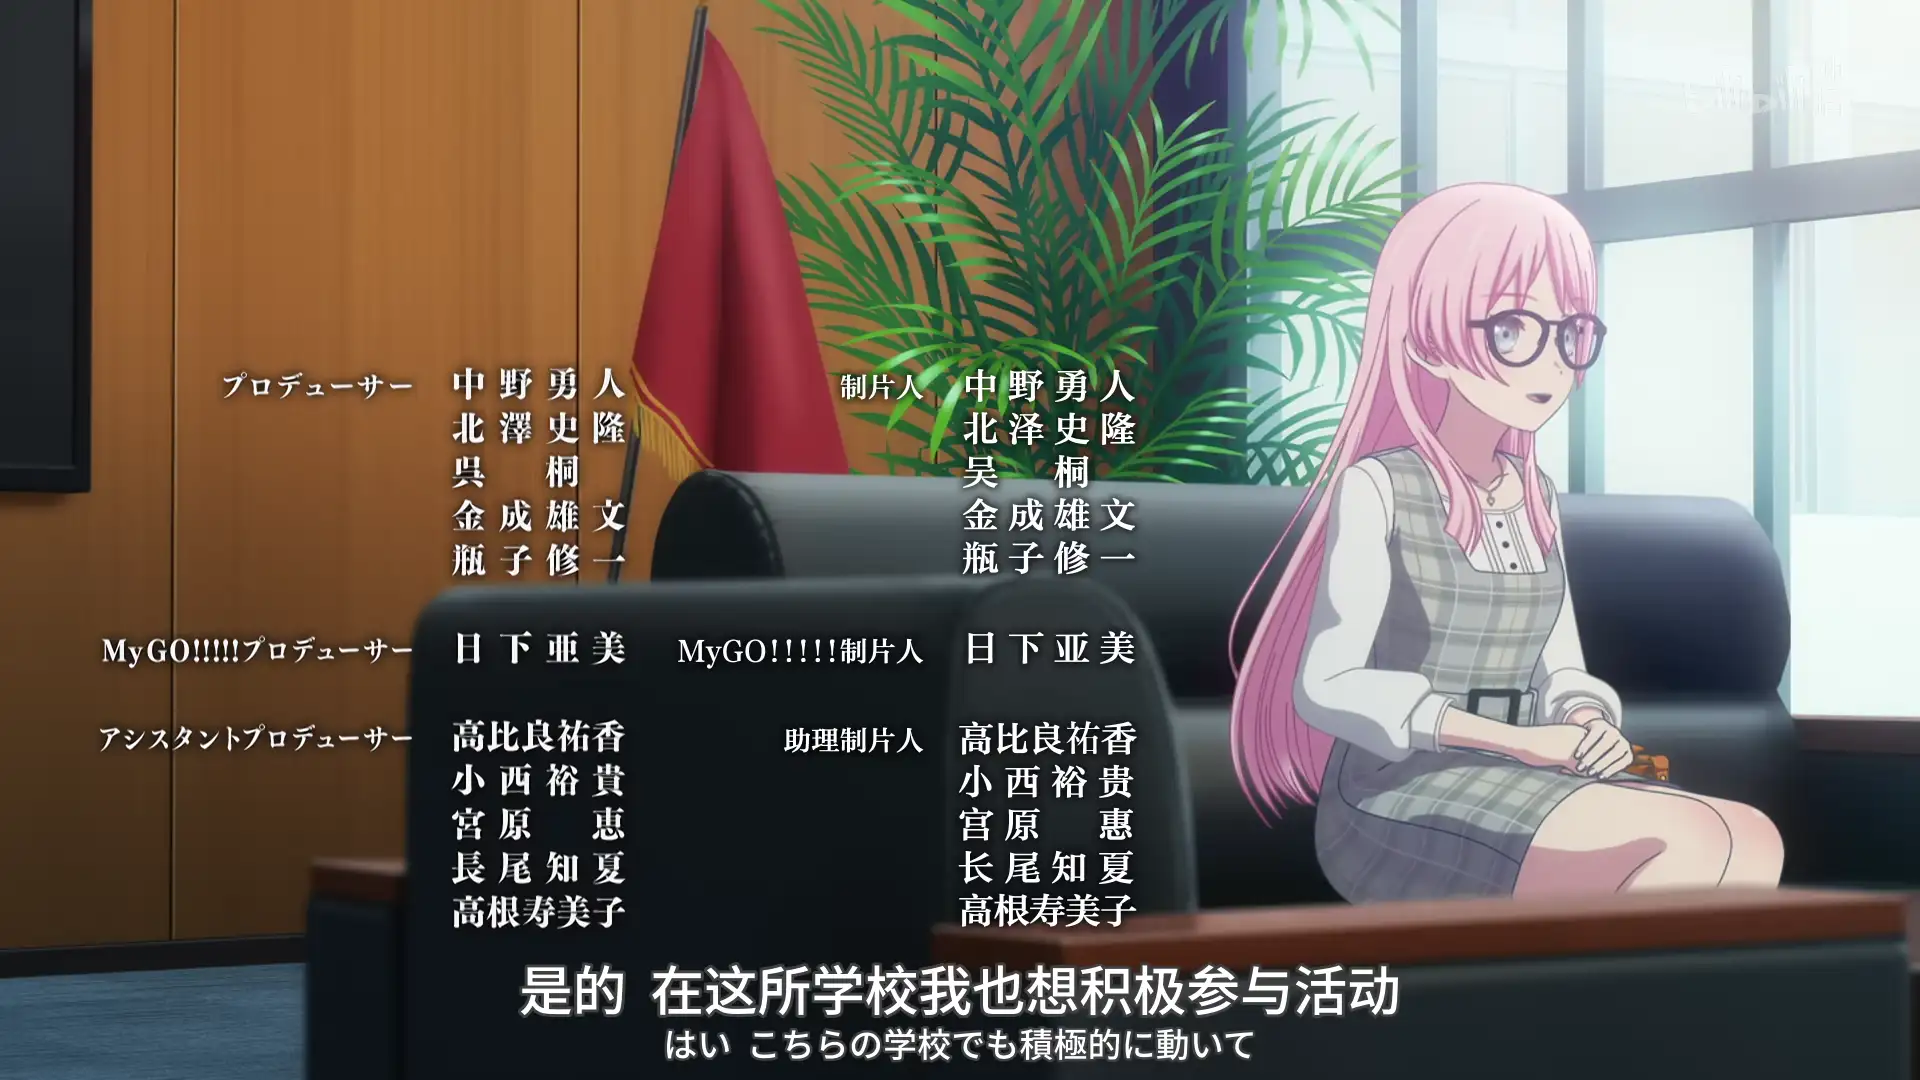 bilibili
プロデューサー 中野勇人 制片人 中野勇人
北澤史隆 北泽史隆
呉桐 吴桐
金成雄文 金成雄文
瓶子修一 瓶子修一
MyGO!!!!!プロデューサー 日下亜美 MyGO!!!!!制片人 日下亚美
アシスタントプロデューサー 高比良祐香 助理制片人 高比良祐香
小西裕貴 小西裕贵
宮原恵 宫原惠
長尾知夏 长尾知夏
高根寿美子 高根寿美子
是的 在这所学校我也想积极参与活动
はい こちらの学校でも積極的に動いて